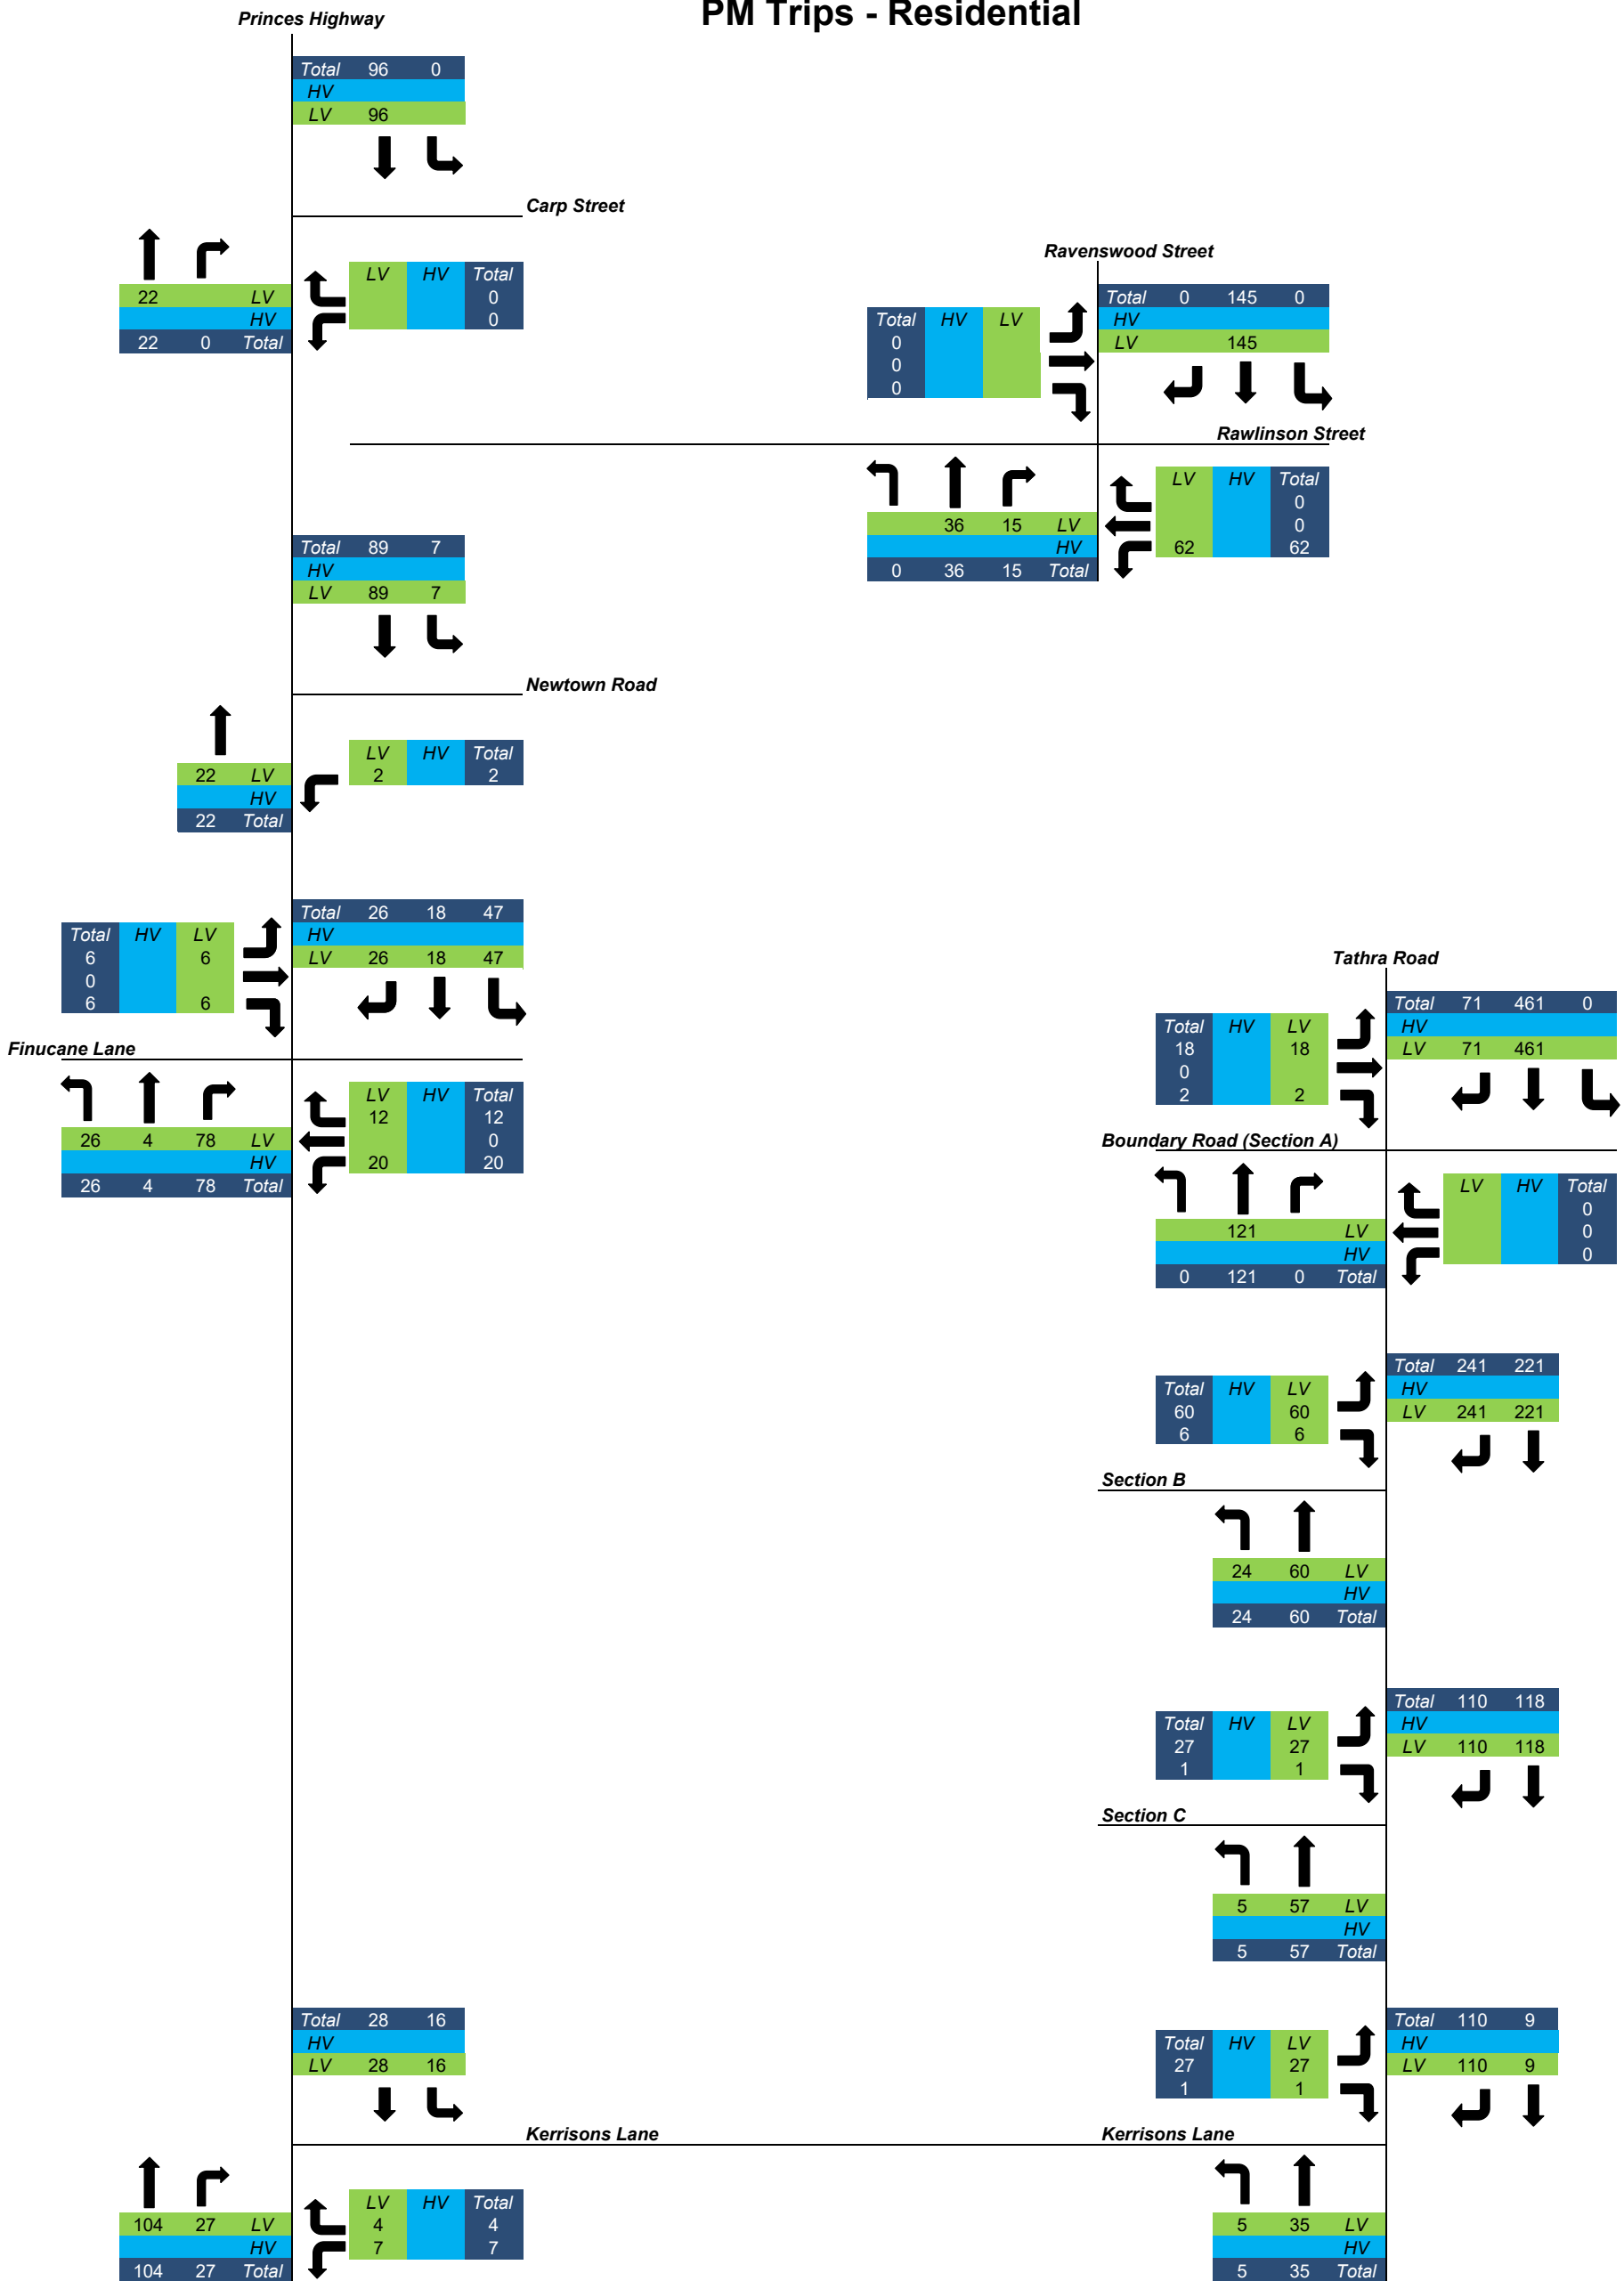 PM Trips - Residential
Princes Highway
Total 96 0
HV
LV 96
Carp Street
22 LV
HV
22 0 Total
LV HV Total
0
0
Ravenswood Street
Total HV LV
0
0
0
Total 0 145 0
HV
LV 145
Rawlinson Street
36 15 LV
HV
0 36 15 Total
LV HV Total
0
0
62 62
Total 89 7
HV
LV 89 7
Newtown Road
22 LV
HV
22 Total
LV HV Total
2 2
Total HV LV
6 6
0
6 6
Total 26 18 47
HV
LV 26 18 47
Finucane Lane
26 4 78 LV
HV
26 4 78 Total
LV HV Total
12 12
0
20 20
Tathra Road
Total HV LV
18 18
0
2 2
Total 71 461 0
HV
LV 71 461
Boundary Road (Section A)
121 LV
HV
0 121 0 Total
LV HV Total
0
0
0
Total HV LV
60 60
6 6
Total 241 221
HV
LV 241 221
Section B
24 60 LV
HV
24 60 Total
Total HV LV
27 27
1 1
Total 110 118
HV
LV 110 118
Section C
5 57 LV
HV
5 57 Total
Total 28 16
HV
LV 28 16
Kerrisons Lane
104 27 LV
HV
104 27 Total
LV HV Total
4 4
7 7
Total HV LV
27 27
1 1
Total 110 9
HV
LV 110 9
Kerrisons Lane
5 35 LV
HV
5 35 Total